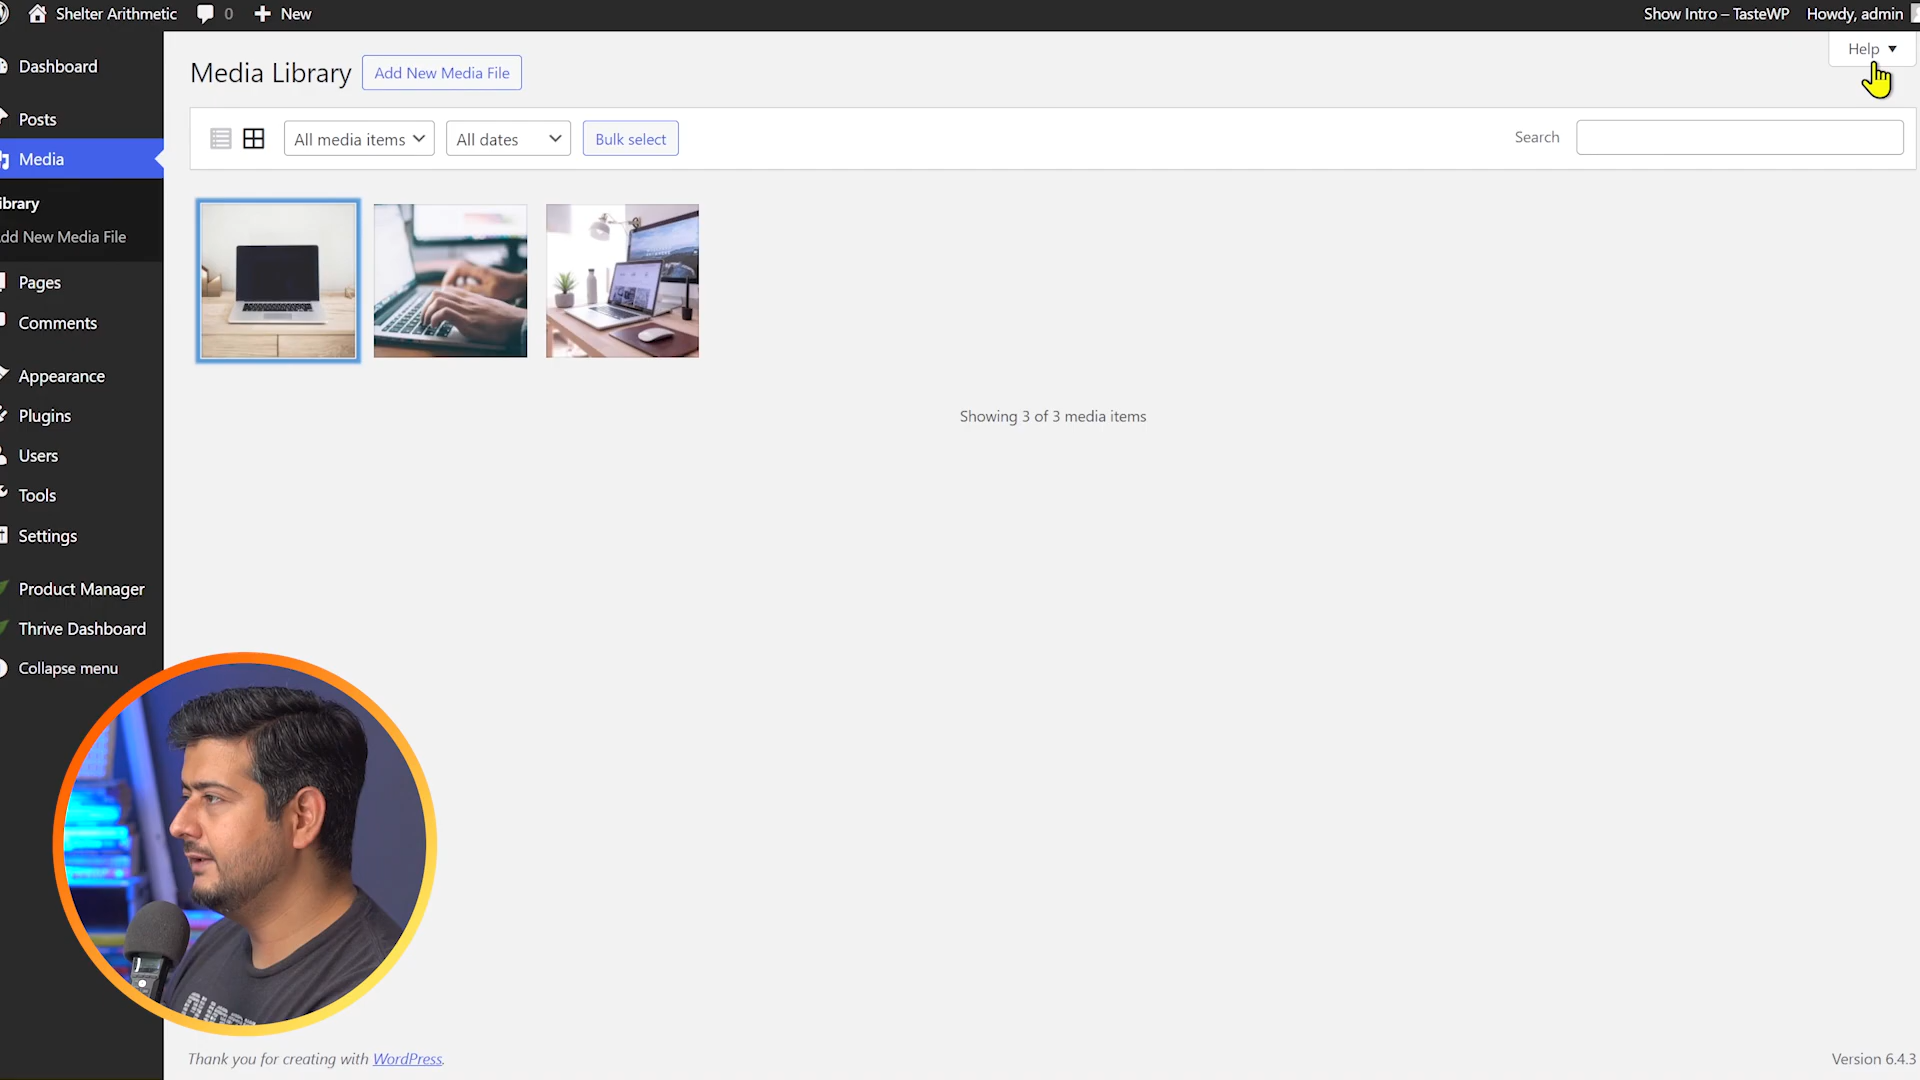 Shelter Arithmetic 0 New Show Intro – TasteWP Howdy, admin
Help
Dashboard
Posts
Media
ibrary
dd New Media File
Pages
Comments
Appearance
Plugins
Users
Tools
Settings
Product Manager
Thrive Dashboard
Collapse menu
Media Library Add New Media File
All media items All dates Bulk select Search
Showing 3 of 3 media items
Thank you for creating with WordPress.
Version 6.4.3